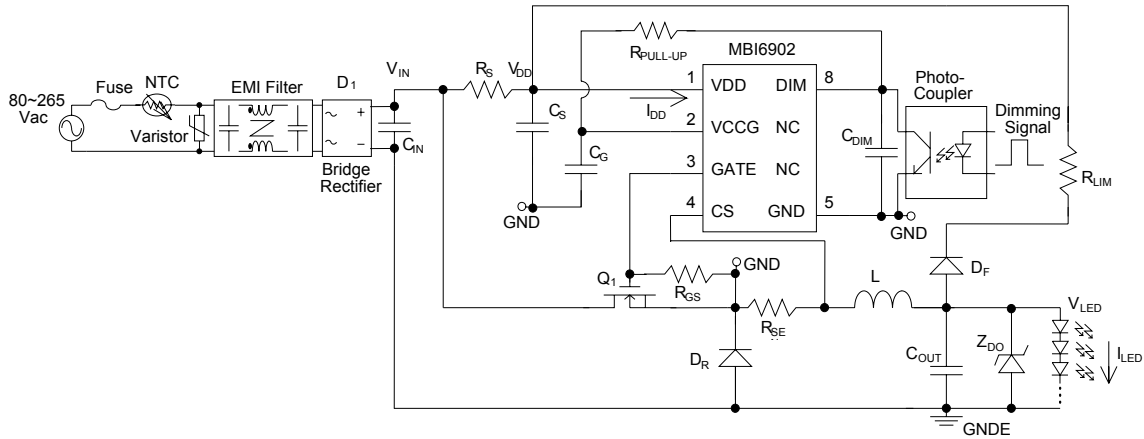 MBI6902
80~265
Vac
Fuse
NTC
Varistor
EMI Filter
D1
~ +
~ −
Bridge
Rectifier
VIN
CIN
RS
VDD
CS
GND
RPULL-UP
CG
IDD
1 VDD DIM 8
2 VCCG NC
3 GATE NC
4 CS GND 5
CDIM
GND
Photo-
Coupler
Dimming
Signal
RLIM
DF
Q1
RGS
GND
RSE
L
DR
COUT
ZDO
VLED
ILED
GNDE